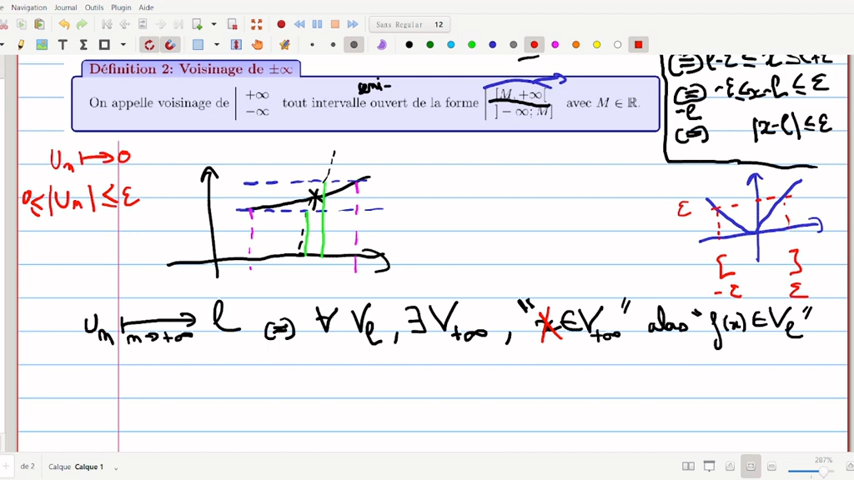 Navigation Journal Outils Plugin Aide
Sans Regular 12
Définition 2: Voisinage de ±∞
semi-
On appelle voisinage de | +∞ tout intervalle ouvert de la forme | [M, +∞[ avec M ∈ ℝ.
−∞ ]−∞; M]
l-ε ≤ x ≤ l+ε
(=) -ε ≤ x-l ≤ ε
-l
(=) |x-l| ≤ ε
Un ↦ 0
0 ≤ |Un| ≤ ε
ε
[ ]
-ε ε
Un ⟼ l (=) ∀ Vl, ∃ V+∞, "x ∈ V+∞" alors "f(x) ∈ Vl"
n→+∞
de 2 Calque Calque 1
287%